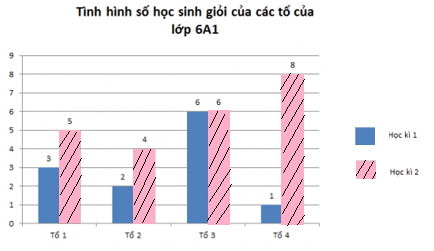 Tình hình số học sinh giỏi của các tổ của
lớp 6A1
9
8
7
6
5
4
3
2
1
0
3
5
2
4
6
6
1
8
Tổ 1
Tổ 2
Tổ 3
Tổ 4
Học kì 1
Học kì 2